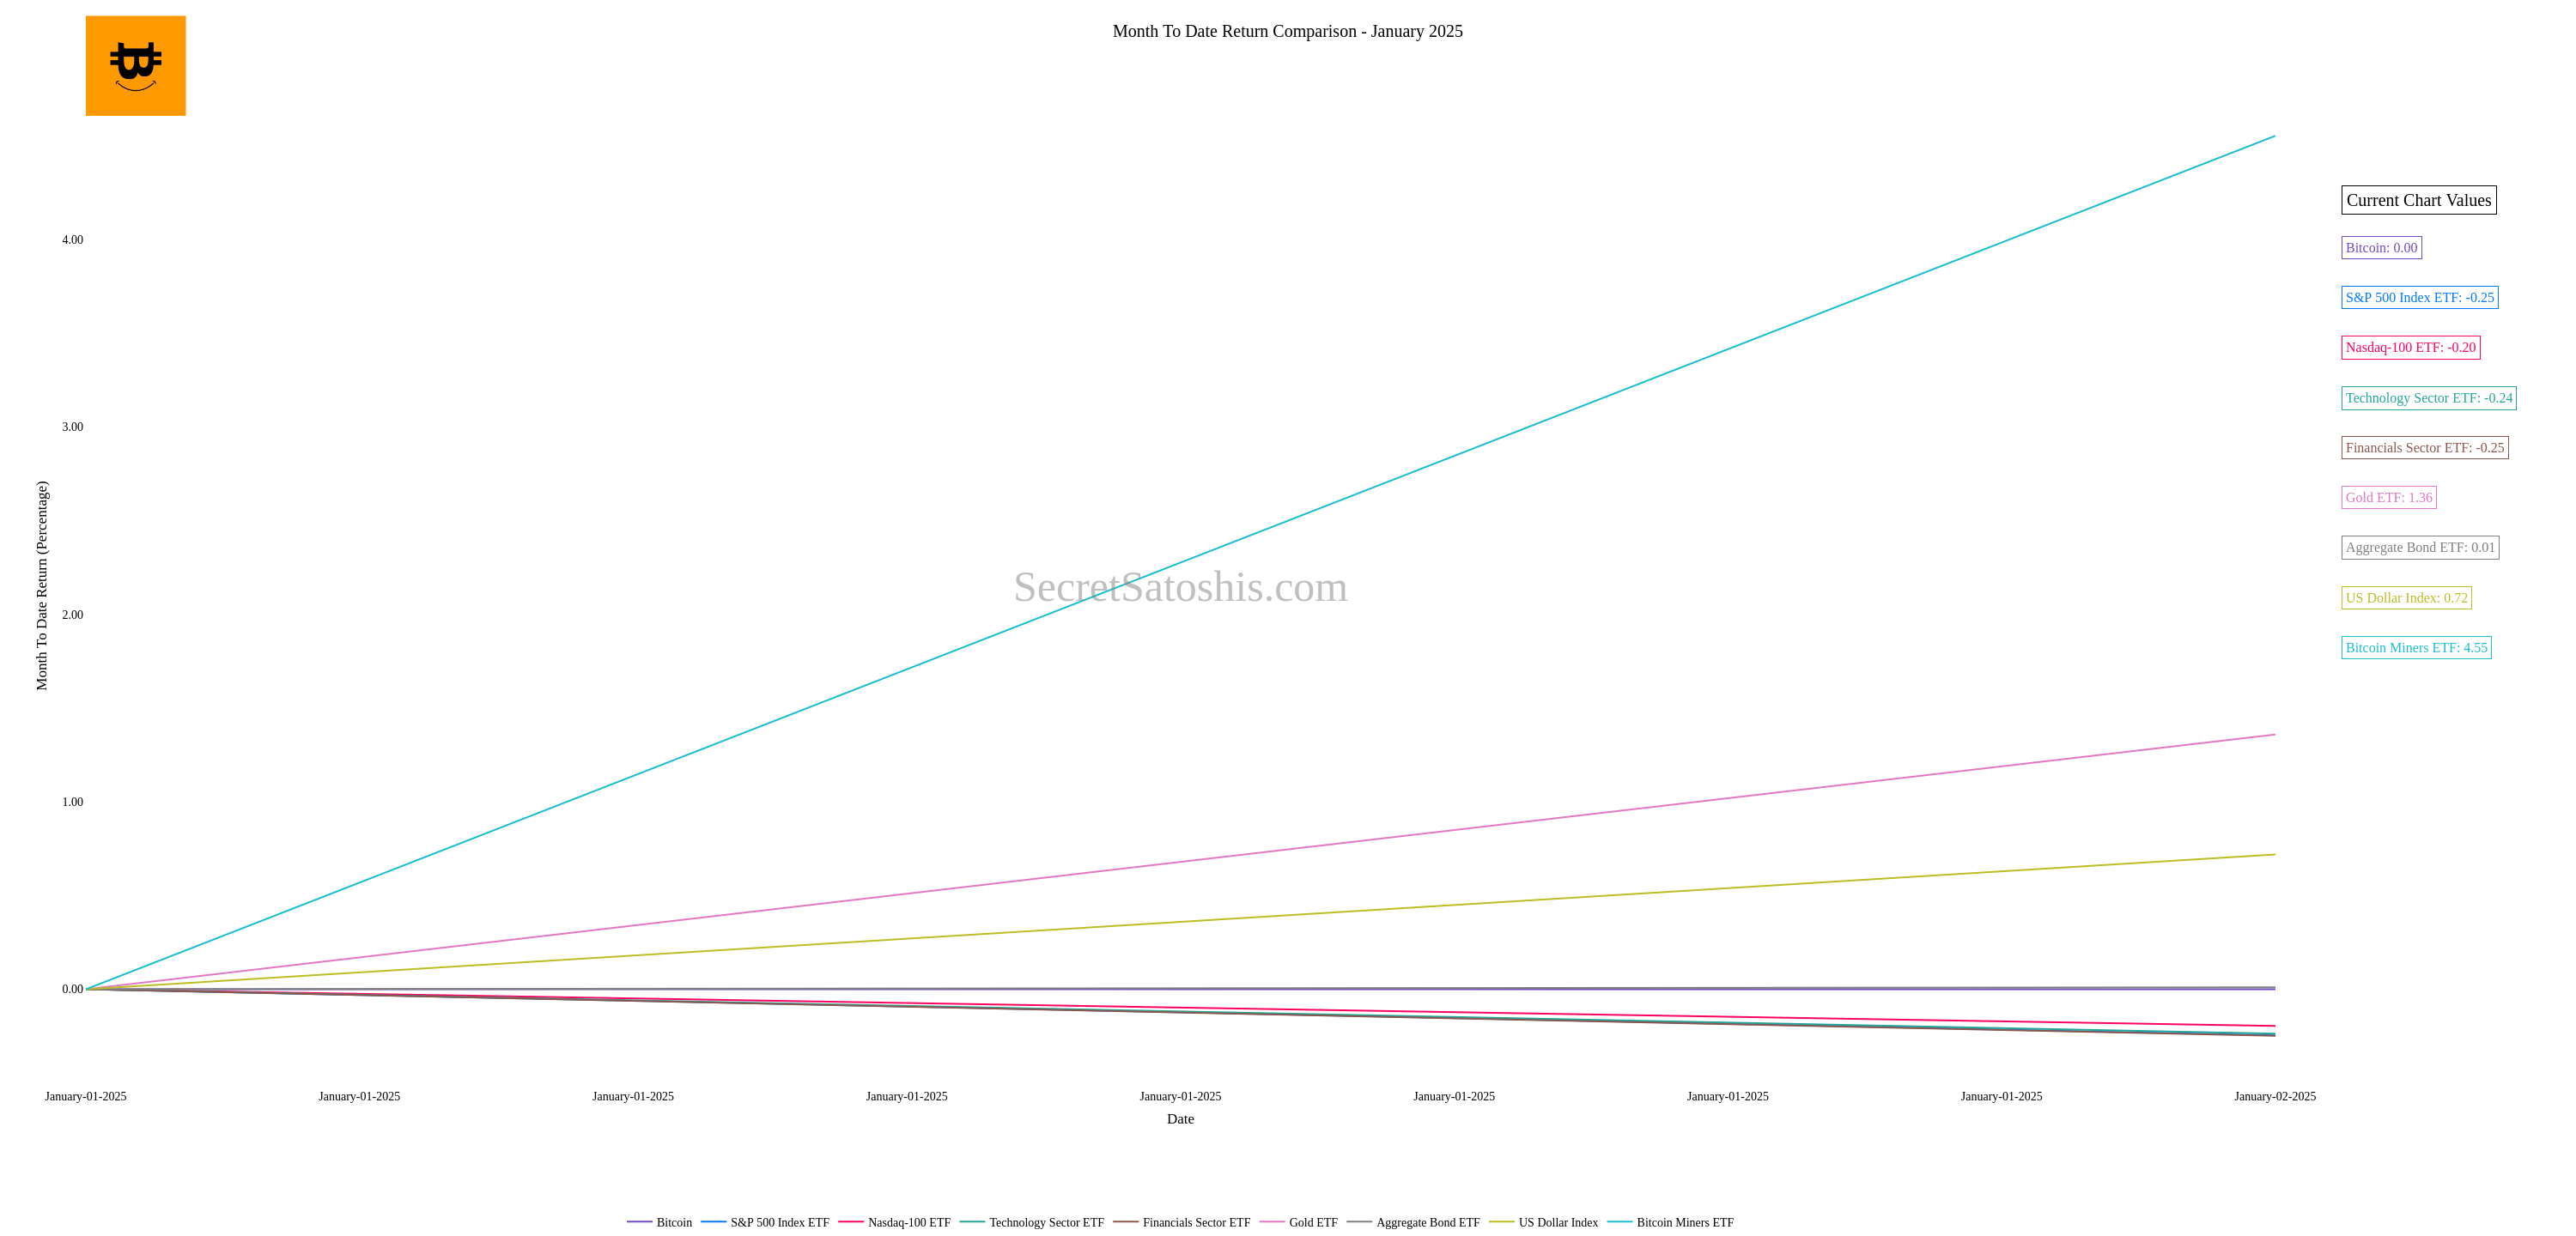 Month To Date Return Comparison - January 2025
Current Chart Values
Bitcoin: 0.00
S&P 500 Index ETF: -0.25
Nasdaq-100 ETF: -0.20
Technology Sector ETF: -0.24
Financials Sector ETF: -0.25
Gold ETF: 1.36
Aggregate Bond ETF: 0.01
US Dollar Index: 0.72
Bitcoin Miners ETF: 4.55
4.00
3.00
2.00
1.00
0.00
Month To Date Return (Percentage)
SecretSatoshis.com
January-01-2025 January-01-2025 January-01-2025 January-01-2025 January-01-2025 January-01-2025 January-01-2025 January-01-2025 January-02-2025
Date
Bitcoin S&P 500 Index ETF Nasdaq-100 ETF Technology Sector ETF Financials Sector ETF Gold ETF Aggregate Bond ETF US Dollar Index Bitcoin Miners ETF